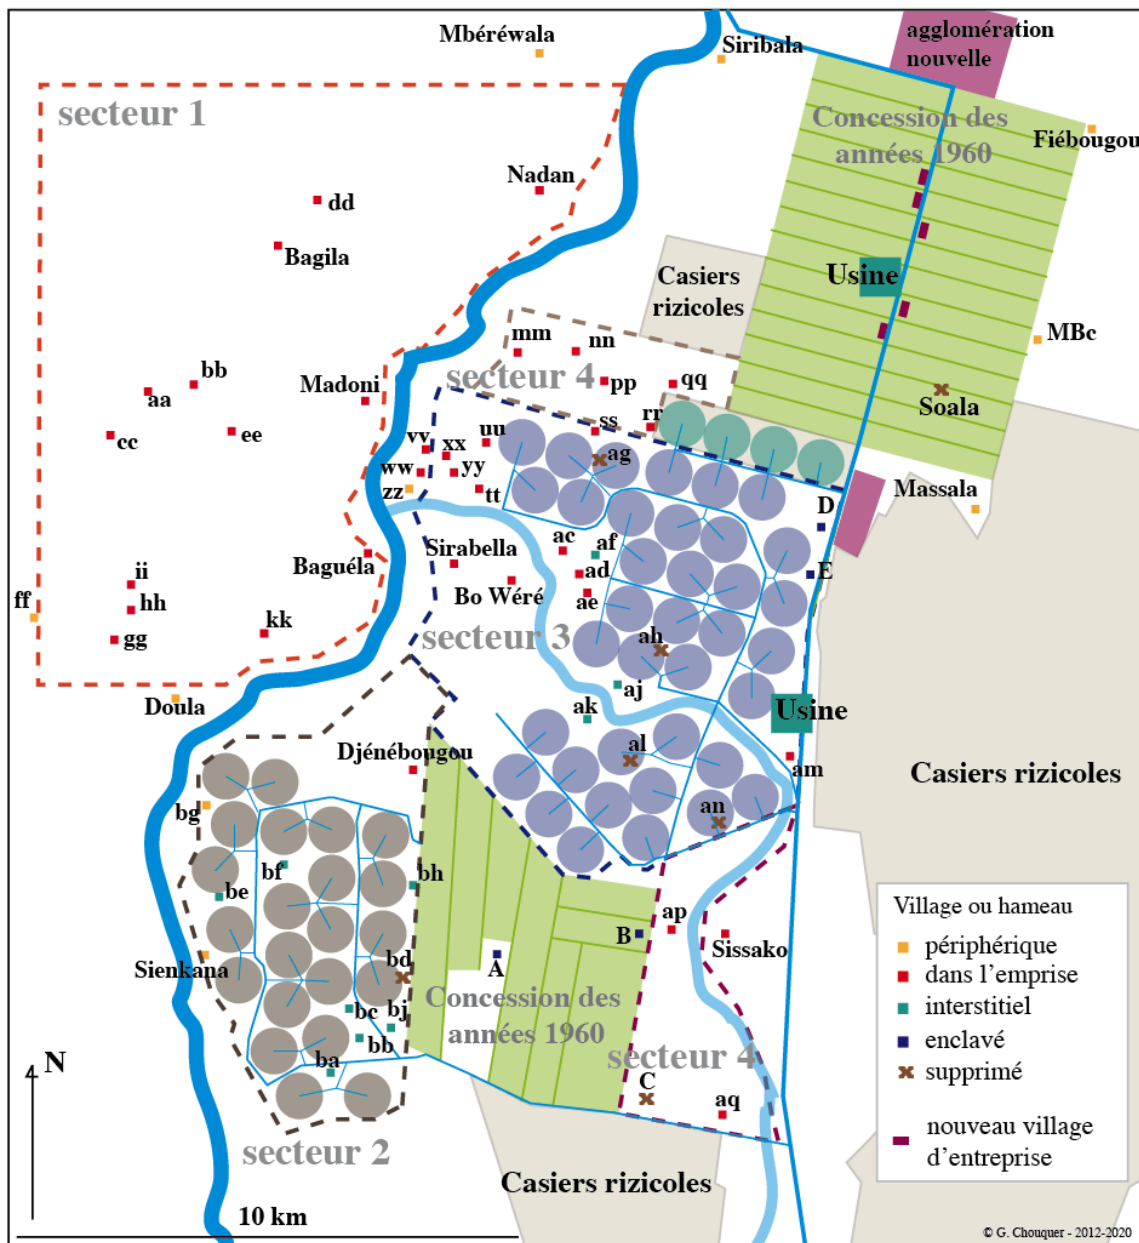 Mbéréwala
Siribala
agglomération
nouvelle
secteur 1
Concession des
années 1960
Fiébougou
Nadan
dd
Bagila
Casiers
rizicoles
Usine
MBc
mm
nn
secteur 4
pp
qq
bb
aa
Madoni
Soala
cc
ee
rr
ss
uu
vv
xx
ag
ww
yy
zz
tt
Massala
D
ac
af
Sirabella
Baguéla
ad
E
ii
Bo Wéré
ae
ff
hh
gg
kk
secteur 3
ah
aj
Doula
ak
Usine
Djénébougou
al
am
Casiers rizicoles
bg
an
bf
bh
be
ap
B
Sissako
Sienkana
bd
A
Concession des
années 1960
bc
bj
bb
secteur 4
ba
C
aq
N
secteur 2
Casiers rizicoles
10 km
Village ou hameau
périphérique
dans l’emprise
interstitiel
enclavé
supprimé
nouveau village
d’entreprise
© G. Chouquer - 2012-2020